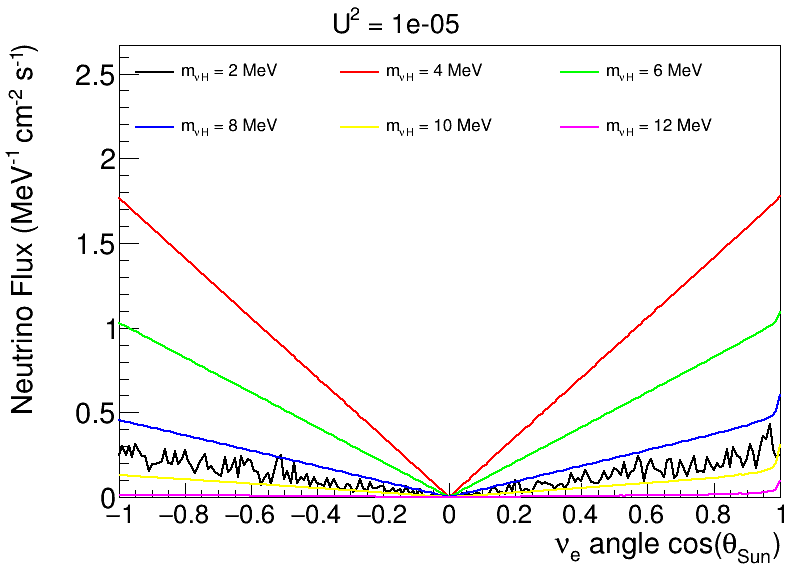 U² = 1e-05
m_νH = 2 MeV m_νH = 4 MeV m_νH = 6 MeV
m_νH = 8 MeV m_νH = 10 MeV m_νH = 12 MeV
Neutrino Flux (MeV⁻¹ cm⁻² s⁻¹)
2.5
2
1.5
1
0.5
0
−1 −0.8 −0.6 −0.4 −0.2 0 0.2 0.4 0.6 0.8 1
ν_e angle cos(θ_Sun)